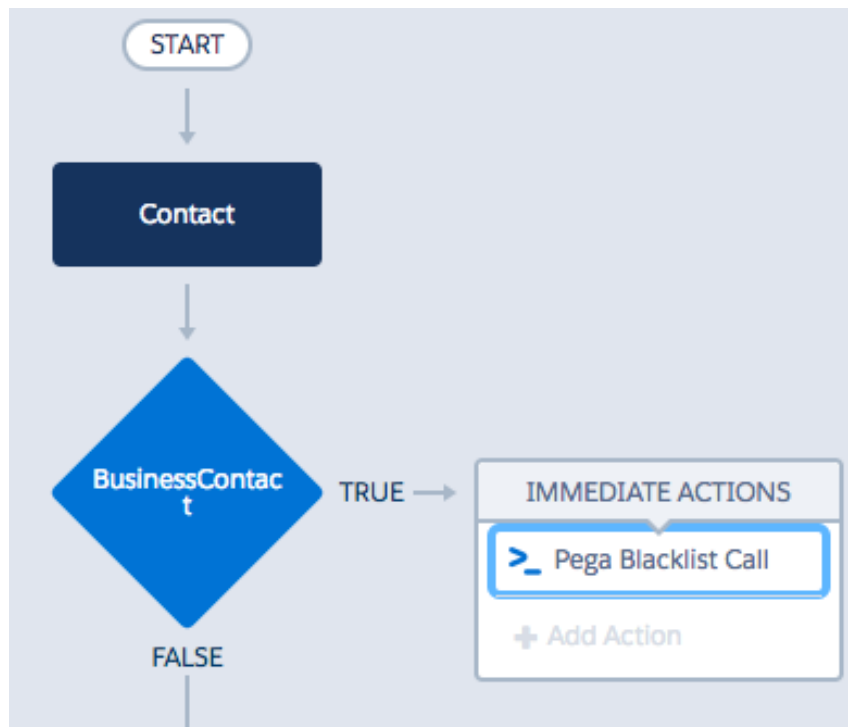 START
Contact
BusinessContac
t
TRUE
IMMEDIATE ACTIONS
>_ Pega Blacklist Call
+ Add Action
FALSE